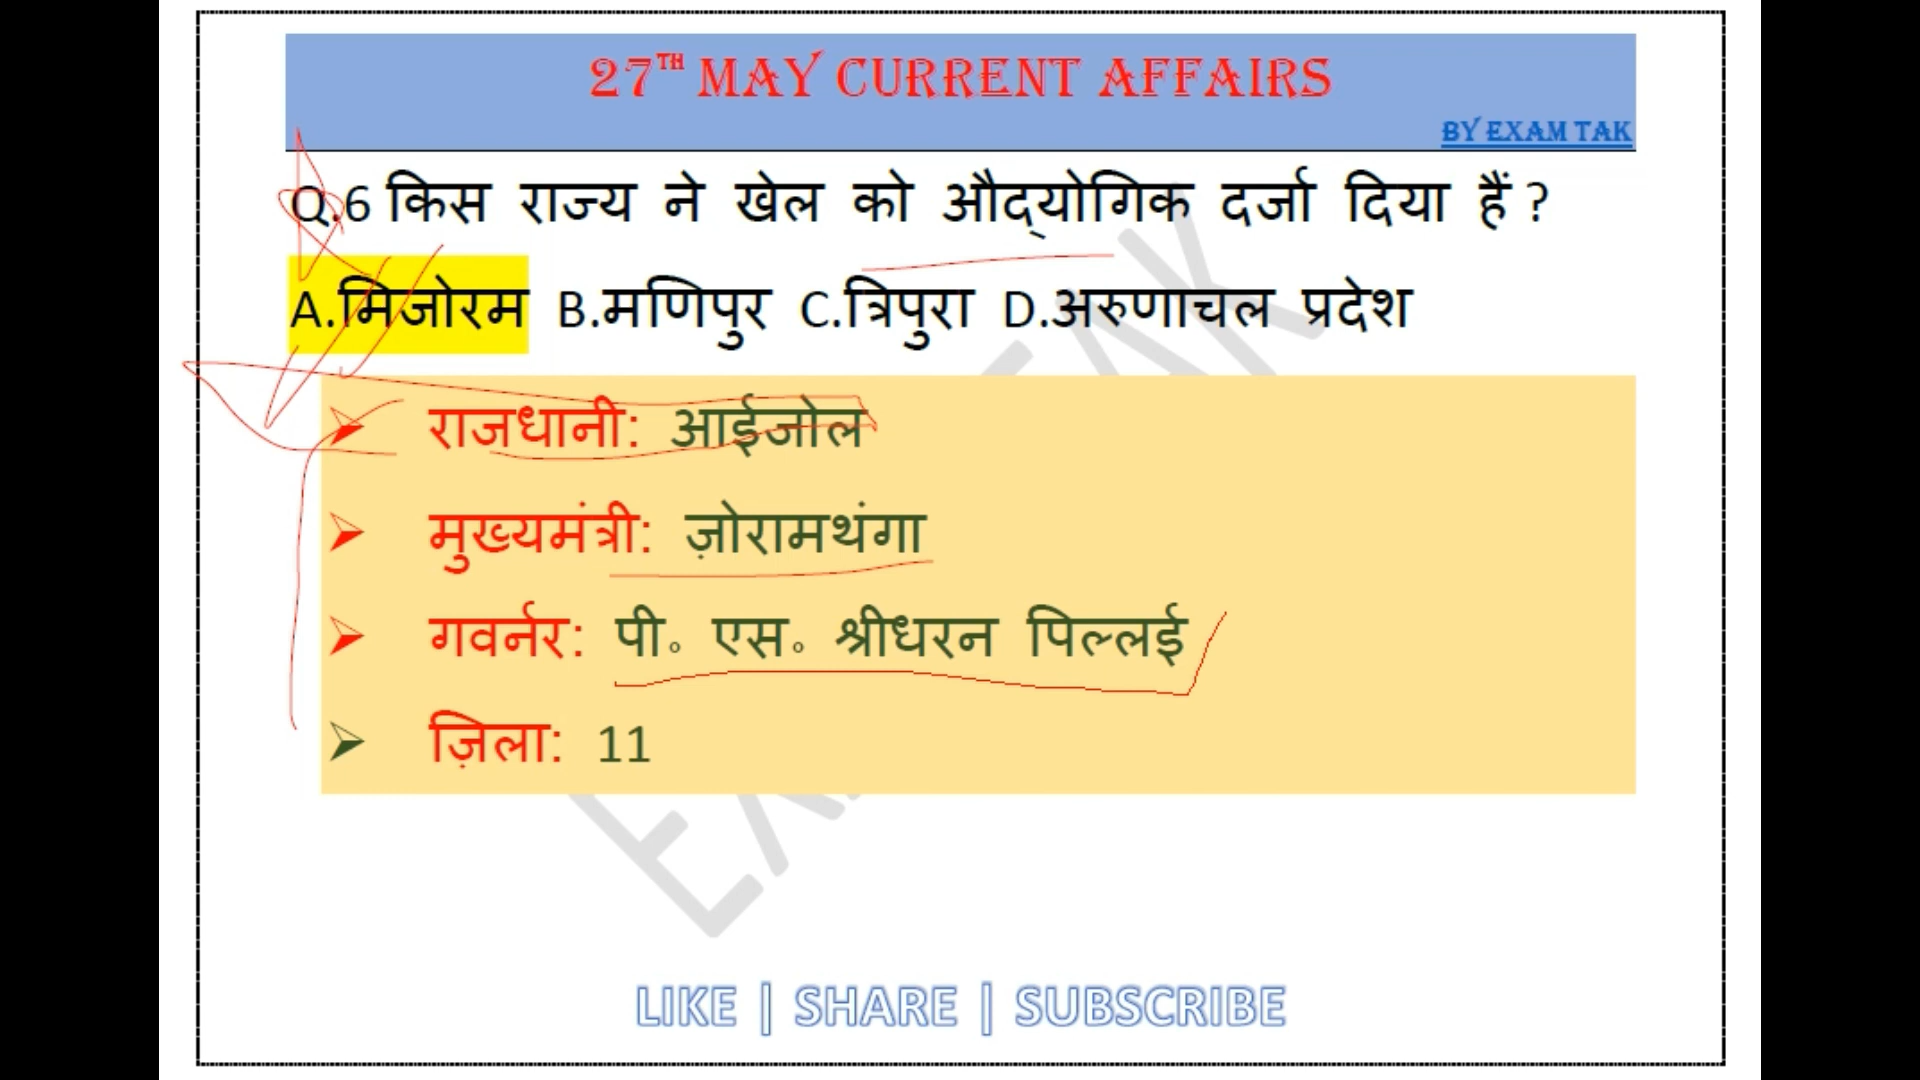 27TH MAY CURRENT AFFAIRS
BY EXAM TAK
Q.6 किस राज्य ने खेल को औद्योगिक दर्जा दिया हैं ?
A.मिजोरम B.मणिपुर C.त्रिपुरा D.अरुणाचल प्रदेश
राजधानी: आईजोल
मुख्यमंत्री: ज़ोरामथंगा
गवर्नर: पी॰ एस॰ श्रीधरन पिल्लई
ज़िला: 11
LIKE | SHARE | SUBSCRIBE